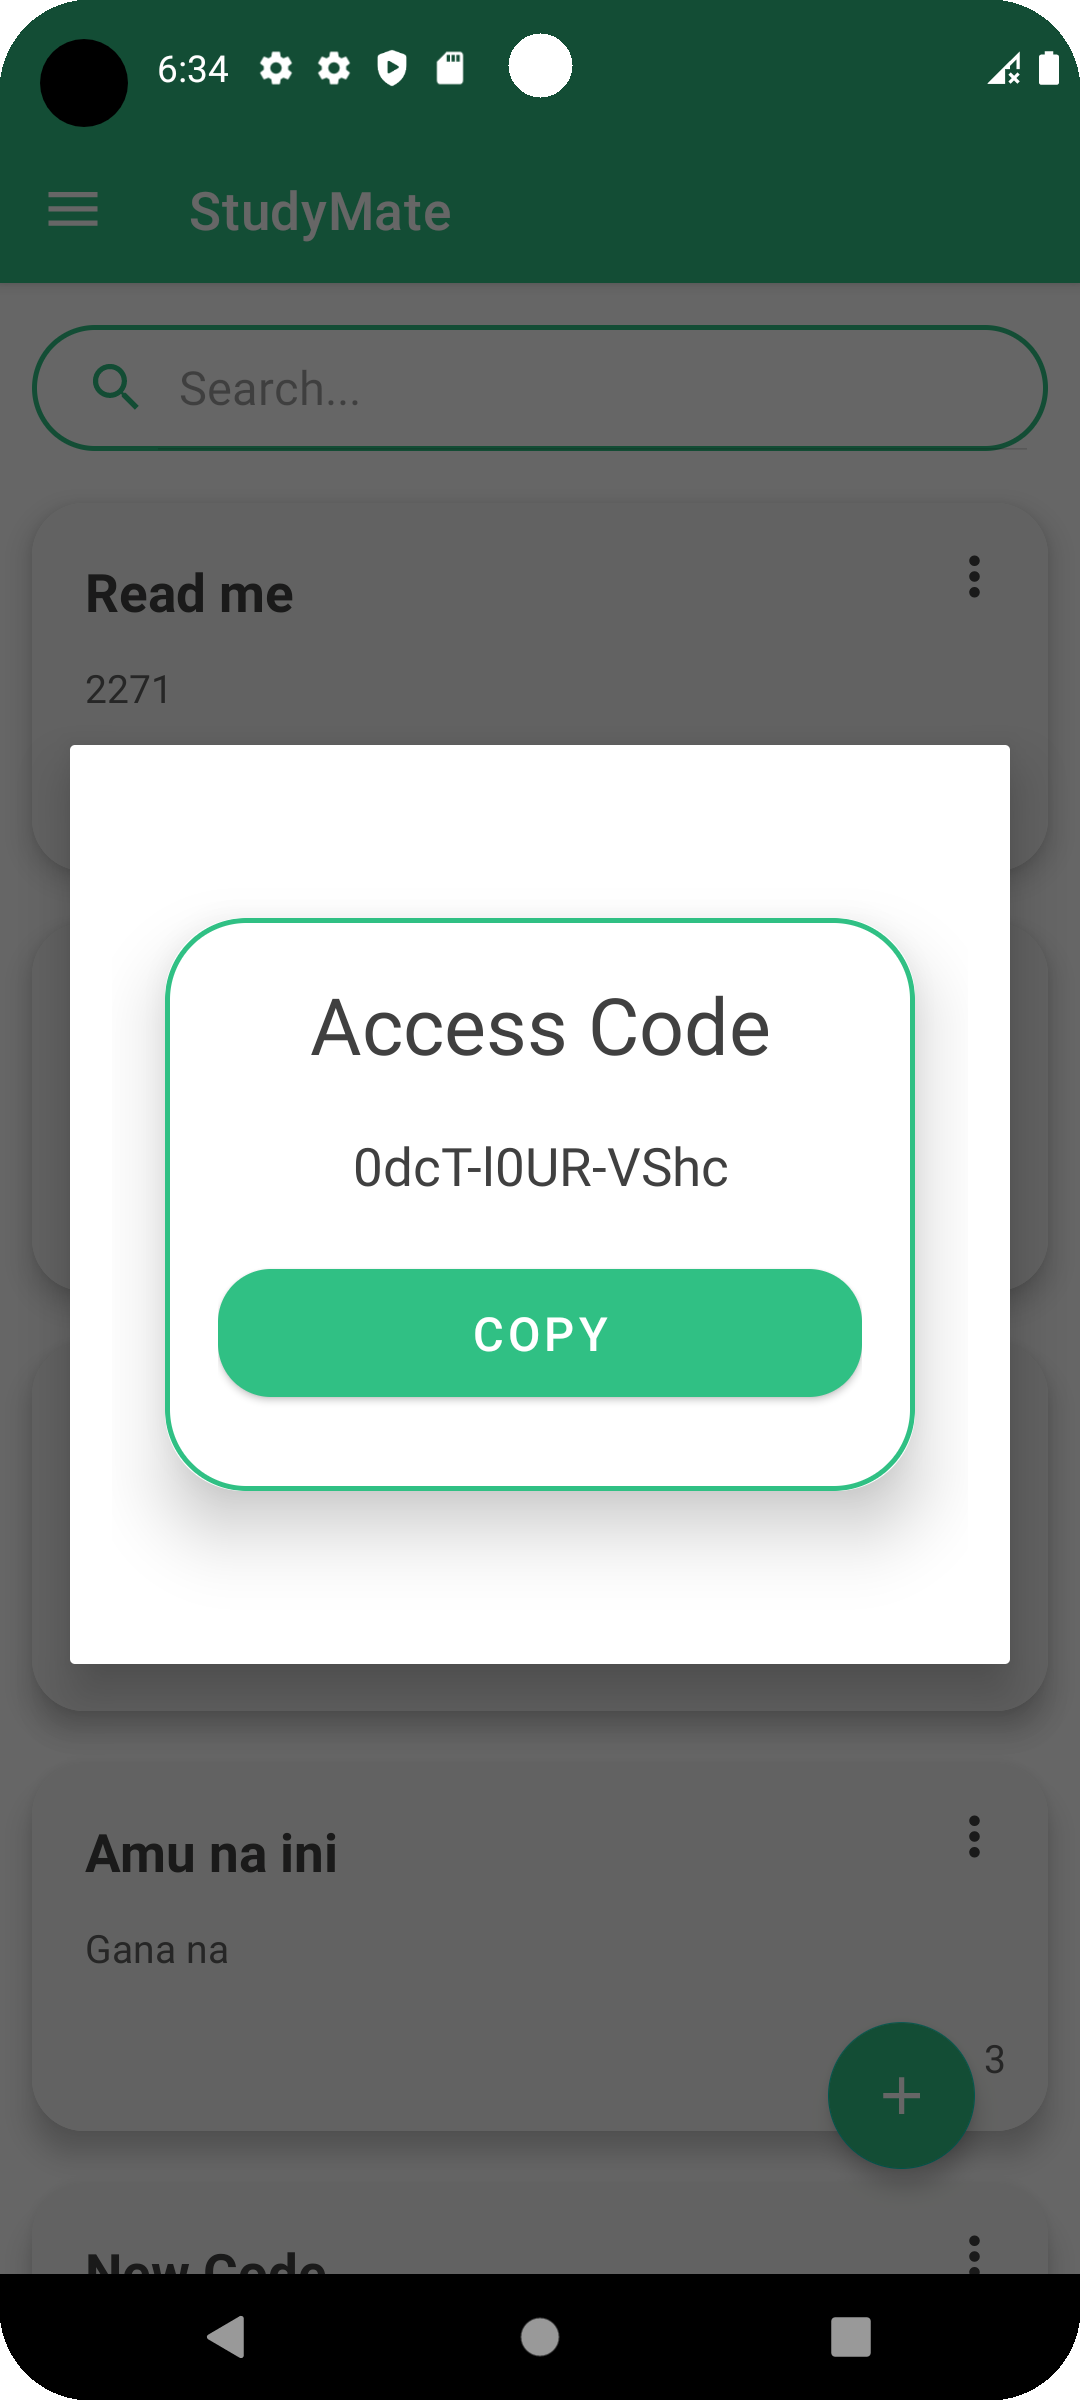 6:34
StudyMate
Search...
Read me
2271
Access Code
0dcT-l0UR-VShc
COPY
Amu na ini
Gana na
3
New Code